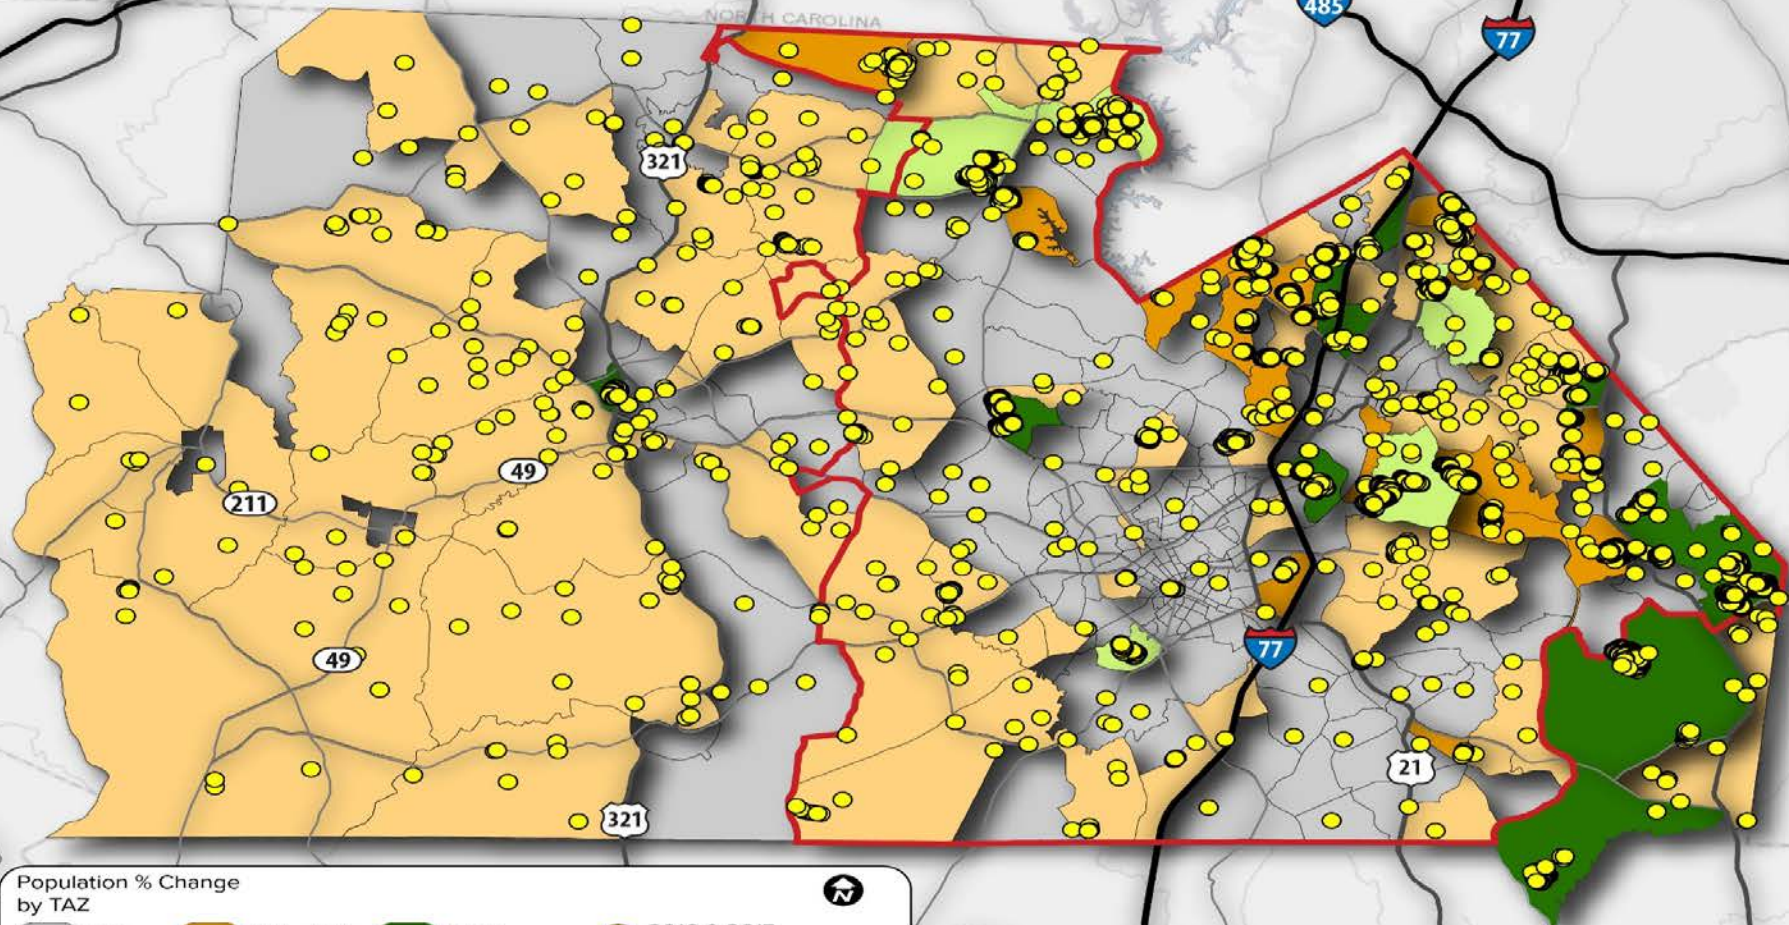 NORTH CAROLINA
485
77
321
49
211
49
77
21
321
Population % Change
by TAZ
N